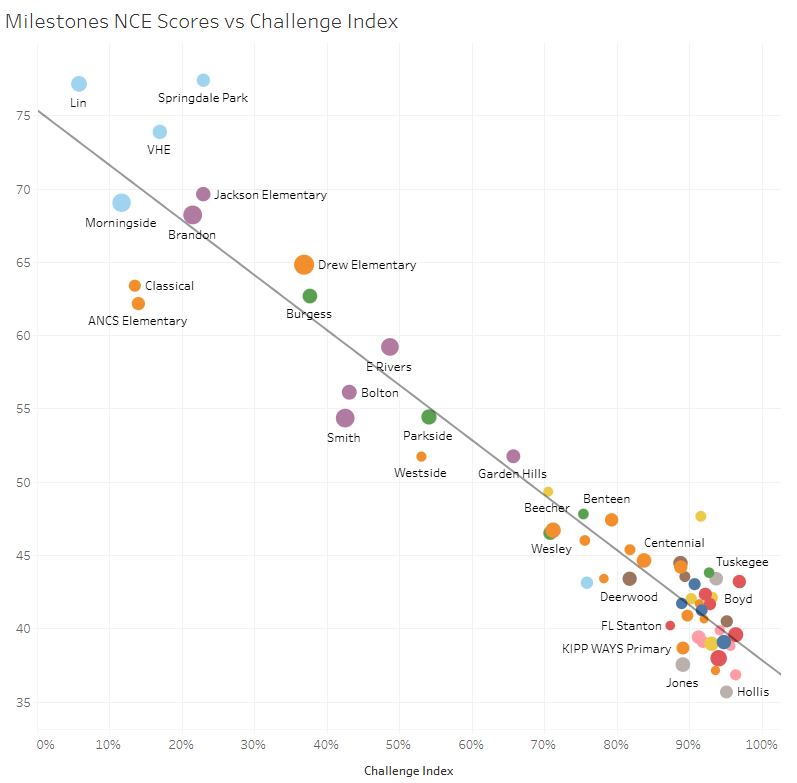 Milestones NCE Scores vs Challenge Index
Lin
Springdale Park
75
VHE
70
Jackson Elementary
Morningside
Brandon
65
Drew Elementary
Classical
Burgess
ANCS Elementary
60
E Rivers
Bolton
55
Smith
Parkside
Westside
Garden Hills
50
Benteen
Beecher
Centennial
Wesley
45
Tuskegee
Deerwood
Boyd
FL Stanton
40
KIPP WAYS Primary
Jones
Hollis
35
0% 10% 20% 30% 40% 50% 60% 70% 80% 90% 100%
Challenge Index